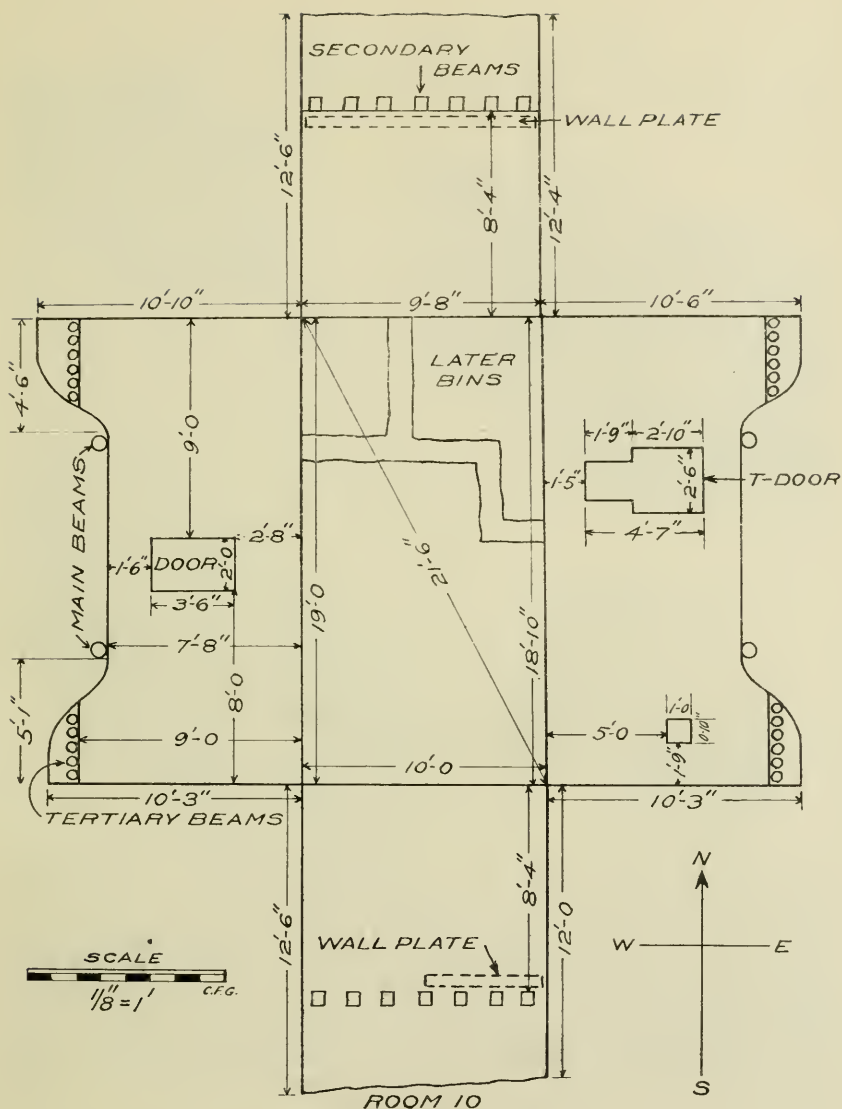 SECONDARY
BEAMS
WALL PLATE
12'-6"
8'-4"
12'-4"
10'-10"
9'-8"
10'-6"
4'-6"
9'-0
LATER
BINS
1'-9"
2'-10"
1'-5"
2'-6"
T-DOOR
4'-7"
MAIN BEAMS
2'-8"
1'-6"
DOOR
2'-0
3'-6"
21'-6"
19'-0
18'-10"
7'-8"
8'-0
5'-1"
9'-0
1'-0
0'-10"
5'-0
1'-9"
10'-0
10'-3"
10'-3"
TERTIARY BEAMS
8'-4"
N
12'-6"
12'-0
WALL PLATE
W
E
SCALE
C.F.G.
1/8" = 1'
S
ROOM 10